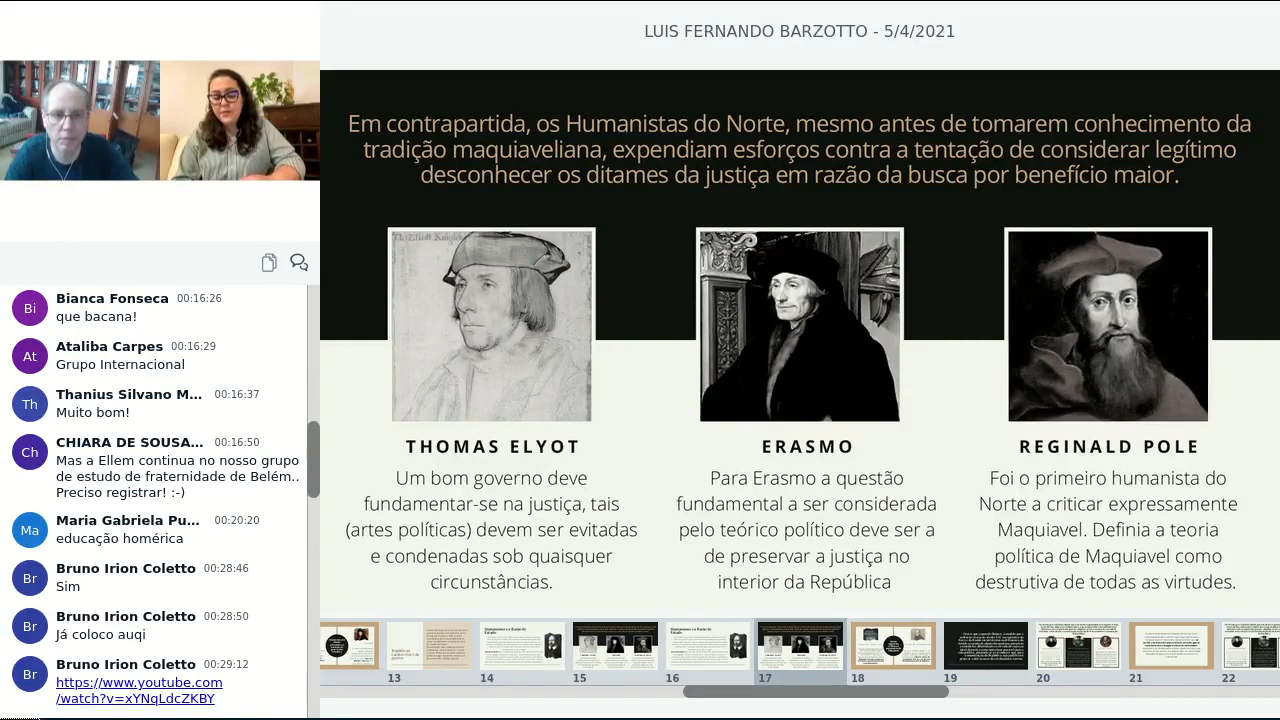 LUIS FERNANDO BARZOTTO - 5/4/2021
Em contrapartida, os Humanistas do Norte, mesmo antes de tomarem conhecimento da
tradição maquiaveliana, expendiam esforços contra a tentação de considerar legítimo
desconhecer os ditames da justiça em razão da busca por benefício maior.
THOMAS ELYOT
Um bom governo deve
fundamentar-se na justiça, tais
(artes políticas) devem ser evitadas
e condenadas sob quaisquer
circunstâncias.
ERASMO
Para Erasmo a questão
fundamental a ser considerada
pelo teórico político deve ser a
de preservar a justiça no
interior da República
REGINALD POLE
Foi o primeiro humanista do
Norte a criticar expressamente
Maquiavel. Definia a teoria
política de Maquiavel como
destrutiva de todas as virtudes.
Bi
Bianca Fonseca 00:16:26
que bacana!
At
Ataliba Carpes 00:16:29
Grupo Internacional
Th
Thanius Silvano M... 00:16:37
Muito bom!
Ch
CHIARA DE SOUSA... 00:16:50
Mas a Ellem continua no nosso grupo
de estudo de fraternidade de Belém..
Preciso registrar! :-)
Ma
Maria Gabriela Pu... 00:20:20
educação homérica
Br
Bruno Irion Coletto 00:28:46
Sim
Br
Bruno Irion Coletto 00:28:50
Já coloco auqi
Br
Bruno Irion Coletto 00:29:12
https://www.youtube.com
/watch?v=xYNqLdcZKBY
13 14 15 16 17 18 19 20 21 22